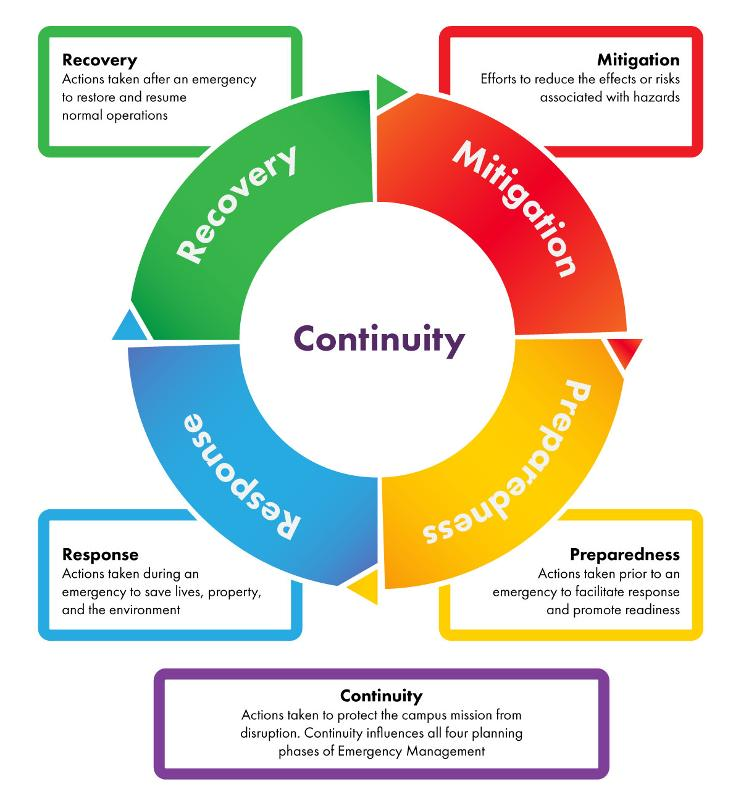 Recovery
Actions taken after an emergency
to restore and resume
normal operations
Mitigation
Efforts to reduce the effects or risks
associated with hazards
Recovery
Mitigation
Continuity
Response
Preparedness
Response
Actions taken during an
emergency to save lives, property,
and the environment
Preparedness
Actions taken prior to an
emergency to facilitate response
and promote readiness
Continuity
Actions taken to protect the campus mission from
disruption. Continuity influences all four planning
phases of Emergency Management